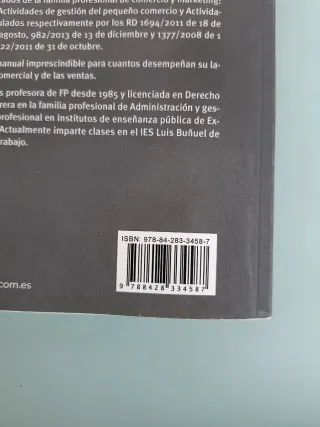 ados de la familia profesional de comercio y marketing:
Actividades de gestión del pequeño comercio y Activida-
ulados respectivamente por los RD 1694/2011 de 18 de
agosto, 982/2013 de 13 de diciembre y 1377/2008 de 1
22/2011 de 31 de octubre.
manual imprescindible para cuantos desempeñan su la-
comercial y de las ventas.
s profesora de FP desde 1985 y licenciada en Derecho
rera en la familia profesional de Administración y ges-
profesional en institutos de enseñanza pública de Ex-
Actualmente imparte clases en el IES Luis Buñuel de
trabajo.
ISBN: 978-84-283-3458-7
9 788428 334587
.com.es